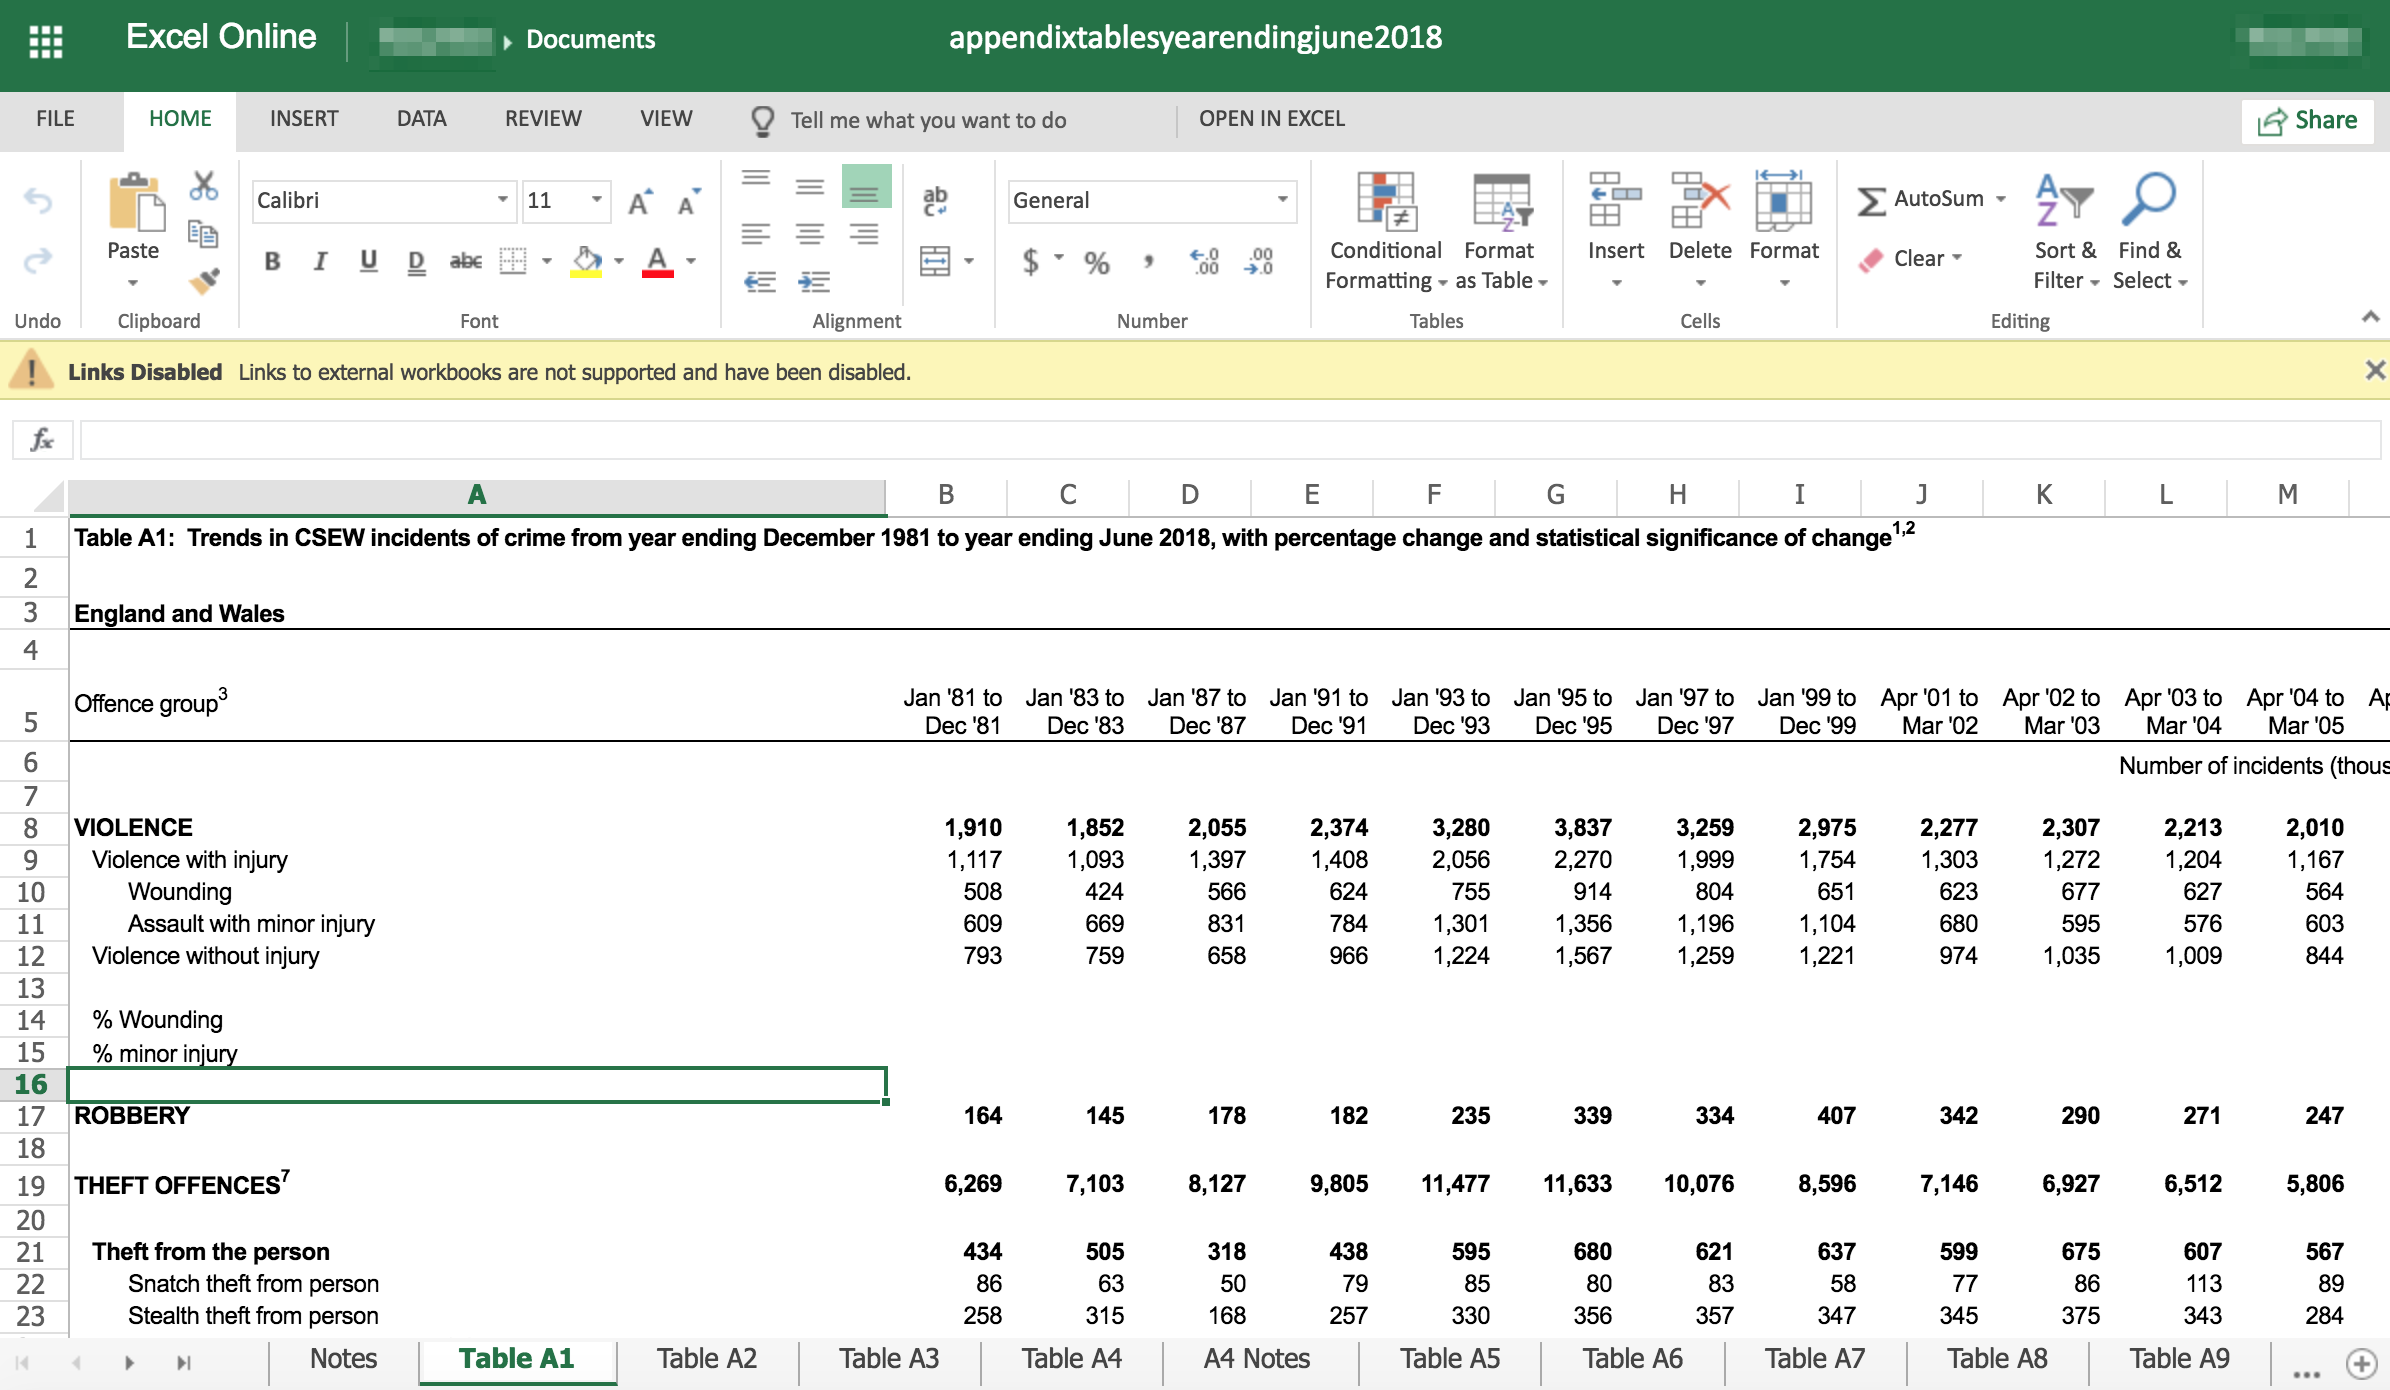 Excel Online Documents appendixtablesyearendingjune2018
FILE HOME INSERT DATA REVIEW VIEW Tell me what you want to do OPEN IN EXCEL Share
Paste
Calibri 11 A A
B I U D abc A
ab c
General
$ % , .0 .00 .00 .0
Conditional Formatting
Format as Table
Insert Delete Format
AutoSum
Clear
Sort & Filter
Find & Select
Undo Clipboard Font Alignment Number Tables Cells Editing
Links Disabled Links to external workbooks are not supported and have been disabled.
fx
A B C D E F G H I J K L M
1 Table A1: Trends in CSEW incidents of crime from year ending December 1981 to year ending June 2018, with percentage change and statistical significance of change1,2
2
3 England and Wales
4
5 Offence group3 Jan '81 to Dec '81 Jan '83 to Dec '83 Jan '87 to Dec '87 Jan '91 to Dec '91 Jan '93 to Dec '93 Jan '95 to Dec '95 Jan '97 to Dec '97 Jan '99 to Dec '99 Apr '01 to Mar '02 Apr '02 to Mar '03 Apr '03 to Mar '04 Apr '04 to Mar '05
6 Number of incidents (thous
7
8 VIOLENCE 1,910 1,852 2,055 2,374 3,280 3,837 3,259 2,975 2,277 2,307 2,213 2,010
9 Violence with injury 1,117 1,093 1,397 1,408 2,056 2,270 1,999 1,754 1,303 1,272 1,204 1,167
10 Wounding 508 424 566 624 755 914 804 651 623 677 627 564
11 Assault with minor injury 609 669 831 784 1,301 1,356 1,196 1,104 680 595 576 603
12 Violence without injury 793 759 658 966 1,224 1,567 1,259 1,221 974 1,035 1,009 844
13
14 % Wounding
15 % minor injury
16
17 ROBBERY 164 145 178 182 235 339 334 407 342 290 271 247
18
19 THEFT OFFENCES7 6,269 7,103 8,127 9,805 11,477 11,633 10,076 8,596 7,146 6,927 6,512 5,806
20
21 Theft from the person 434 505 318 438 595 680 621 637 599 675 607 567
22 Snatch theft from person 86 63 50 79 85 80 83 58 77 86 113 89
23 Stealth theft from person 258 315 168 257 330 356 357 347 345 375 343 284
Notes Table A1 Table A2 Table A3 Table A4 A4 Notes Table A5 Table A6 Table A7 Table A8 Table A9 ...